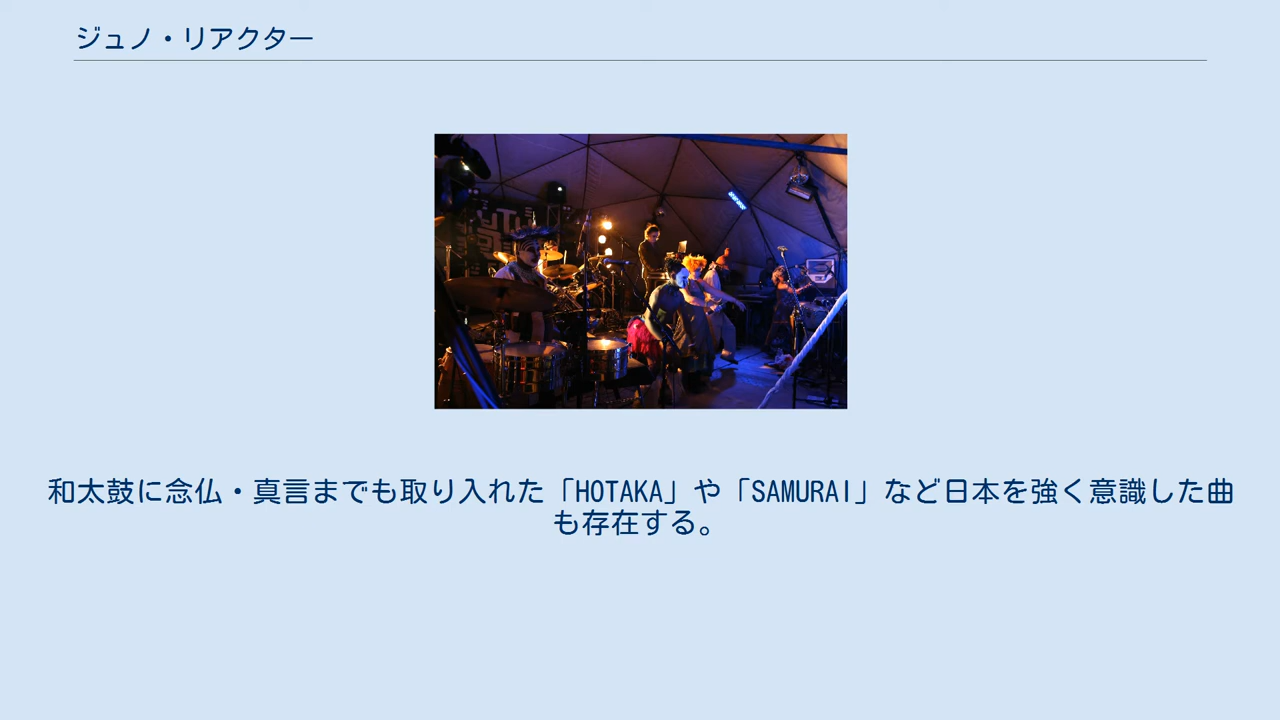 ジュノ・リアクター
和太鼓に念仏・真言までも取り入れた「HOTAKA」や「SAMURAI」など日本を強く意識した曲
も存在する。